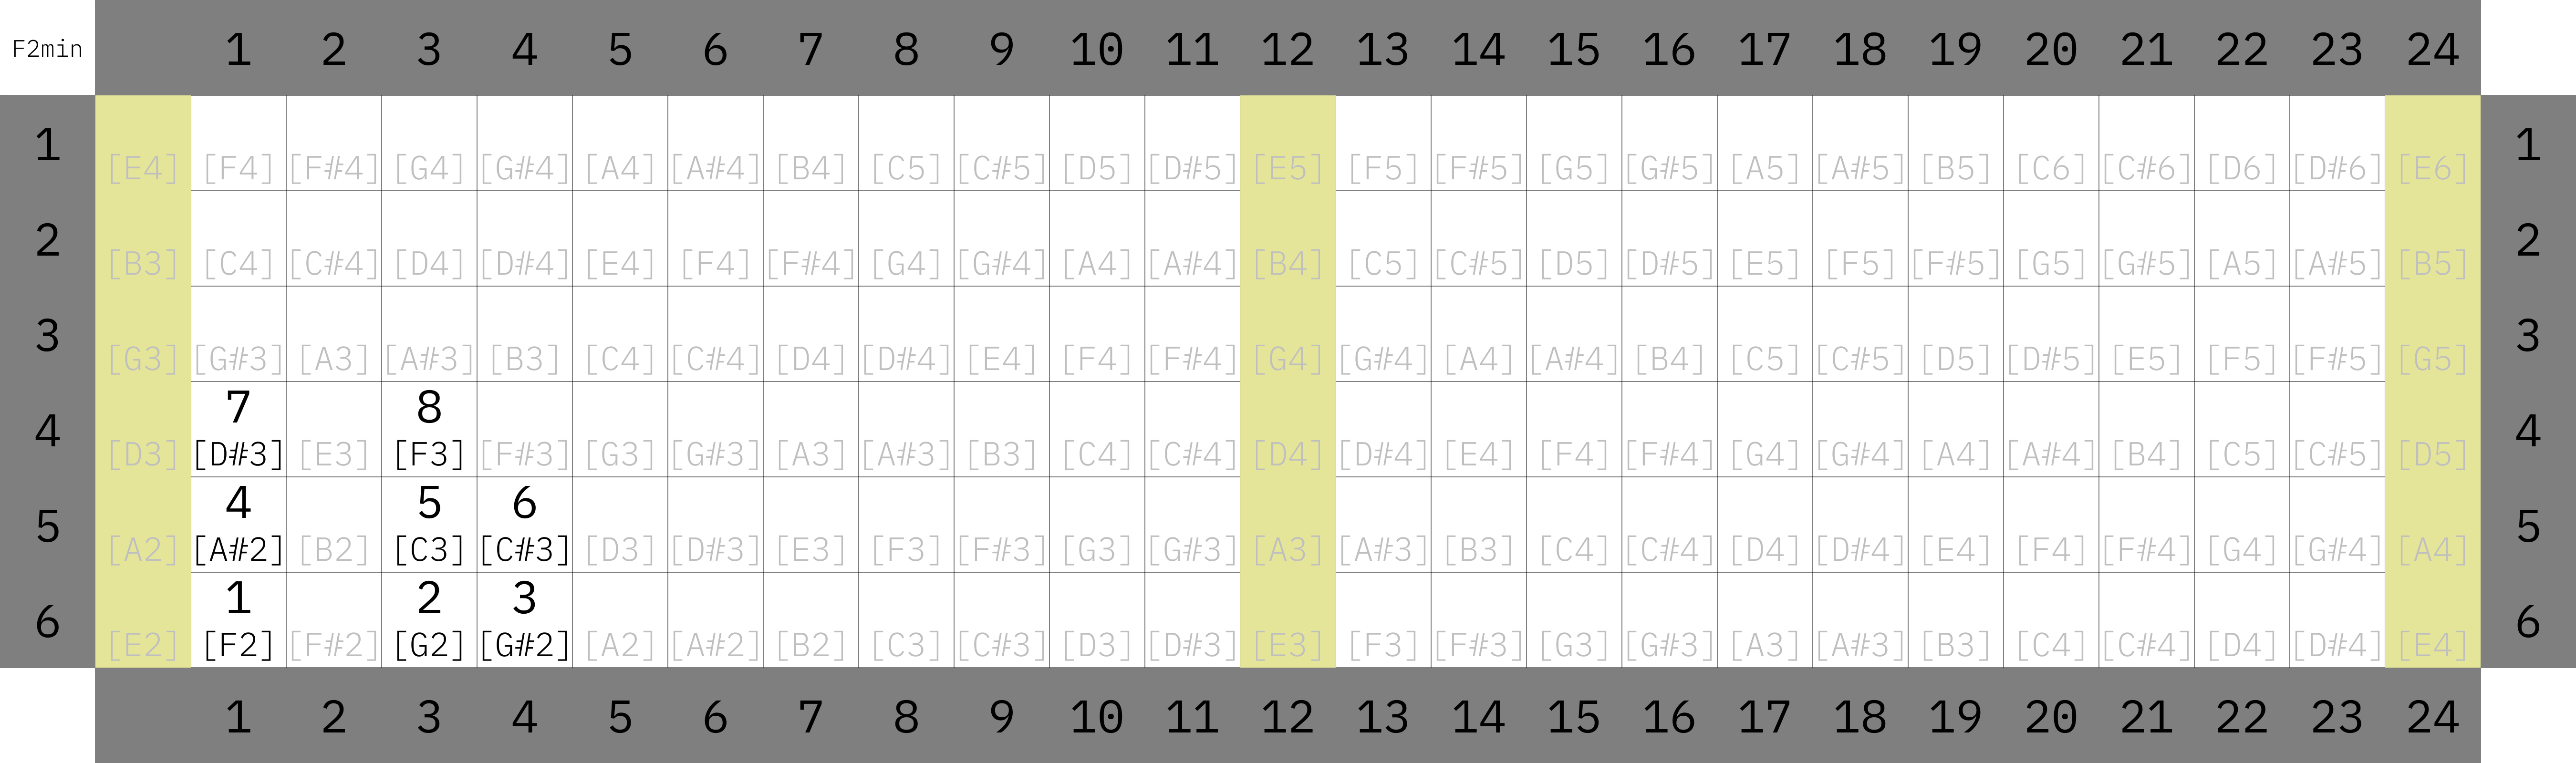 F2min 1 2 3 4 5 6 7 8 9 10 11 12 13 14 15 16 17 18 19 20 21 22 23 24
1 [E4] [F4] [F#4] [G4] [G#4] [A4] [A#4] [B4] [C5] [C#5] [D5] [D#5] [E5] [F5] [F#5] [G5] [G#5] [A5] [A#5] [B5] [C6] [C#6] [D6] [D#6] [E6] 1
2 [B3] [C4] [C#4] [D4] [D#4] [E4] [F4] [F#4] [G4] [G#4] [A4] [A#4] [B4] [C5] [C#5] [D5] [D#5] [E5] [F5] [F#5] [G5] [G#5] [A5] [A#5] [B5] 2
3 [G3] [G#3] [A3] [A#3] [B3] [C4] [C#4] [D4] [D#4] [E4] [F4] [F#4] [G4] [G#4] [A4] [A#4] [B4] [C5] [C#5] [D5] [D#5] [E5] [F5] [F#5] [G5] 3
7 8
4 [D3] [D#3] [E3] [F3] [F#3] [G3] [G#3] [A3] [A#3] [B3] [C4] [C#4] [D4] [D#4] [E4] [F4] [F#4] [G4] [G#4] [A4] [A#4] [B4] [C5] [C#5] [D5] 4
4 5 6
5 [A2] [A#2] [B2] [C3] [C#3] [D3] [D#3] [E3] [F3] [F#3] [G3] [G#3] [A3] [A#3] [B3] [C4] [C#4] [D4] [D#4] [E4] [F4] [F#4] [G4] [G#4] [A4] 5
1 2 3
6 [E2] [F2] [F#2] [G2] [G#2] [A2] [A#2] [B2] [C3] [C#3] [D3] [D#3] [E3] [F3] [F#3] [G3] [G#3] [A3] [A#3] [B3] [C4] [C#4] [D4] [D#4] [E4] 6
1 2 3 4 5 6 7 8 9 10 11 12 13 14 15 16 17 18 19 20 21 22 23 24